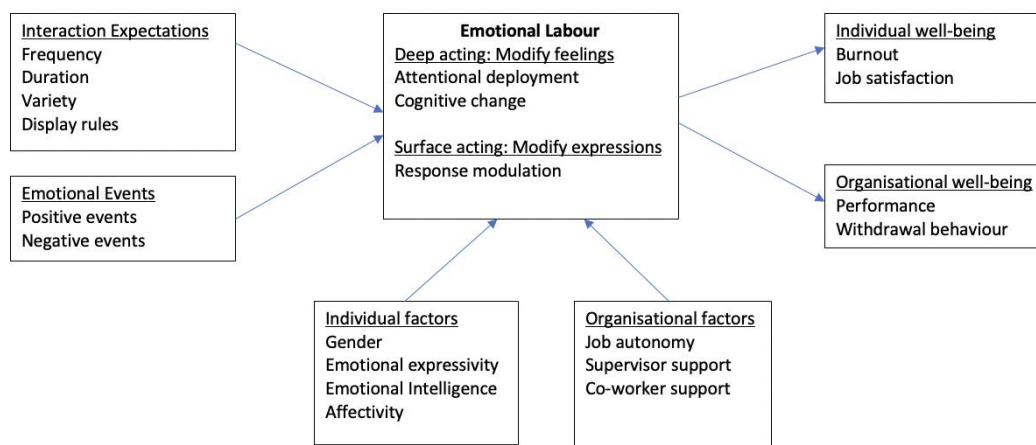 Interaction Expectations
Frequency
Duration
Variety
Display rules
Emotional Events
Positive events
Negative events
Emotional Labour
Deep acting: Modify feelings
Attentional deployment
Cognitive change
Surface acting: Modify expressions
Response modulation
Individual well-being
Burnout
Job satisfaction
Organisational well-being
Performance
Withdrawal behaviour
Individual factors
Gender
Emotional expressivity
Emotional Intelligence
Affectivity
Organisational factors
Job autonomy
Supervisor support
Co-worker support